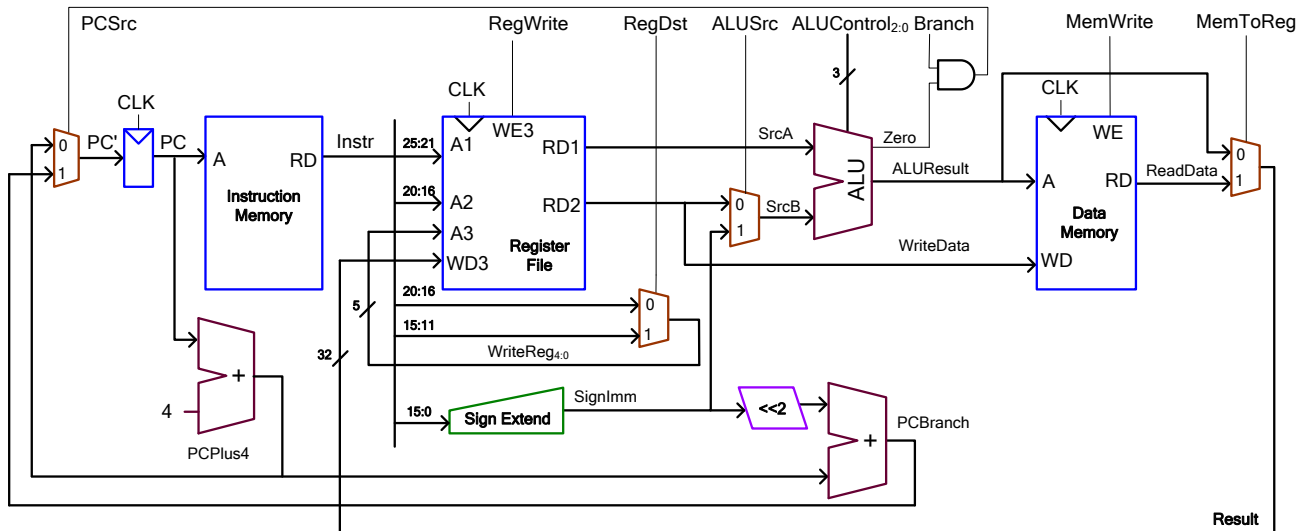 PCSrc RegWrite RegDst ALUSrc ALUControl2:0 Branch MemWrite MemToReg
3
CLK CLK CLK
0 PC' PC Instr 25:21 A1 WE3 SrcA Zero WE
1 A RD RD1 ALU ALUResult 0
Instruction 20:16 A2 RD2 0 SrcB A RD ReadData 1
Memory A3 1 Data
Register WriteData Memory
WD3 File WD
20:16 0
5
15:11 1
32 WriteReg4:0
+ SignImm
4 15:0 Sign Extend <<2 PCBranch
PCPlus4 +
Result